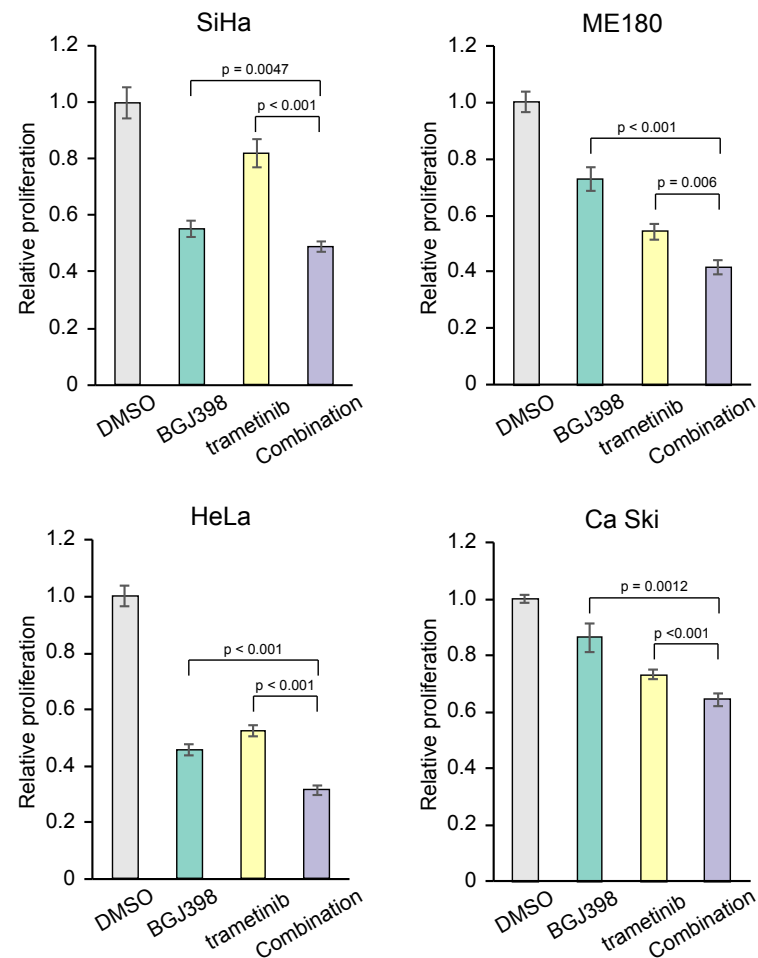 SiHa
Relative proliferation
1.2
1.0
0.8
0.6
0.4
0.2
0
p = 0.0047
p < 0.001
DMSO
BGJ398
trametinib
Combination
ME180
Relative proliferation
1.2
1.0
0.8
0.6
0.4
0.2
0
p < 0.001
p = 0.006
DMSO
BGJ398
trametinib
Combination
HeLa
Relative proliferation
1.2
1.0
0.8
0.6
0.4
0.2
0
p < 0.001
p < 0.001
DMSO
BGJ398
trametinib
Combination
Ca Ski
Relative proliferation
1.2
1.0
0.8
0.6
0.4
0.2
0
p = 0.0012
p <0.001
DMSO
BGJ398
trametinib
Combination